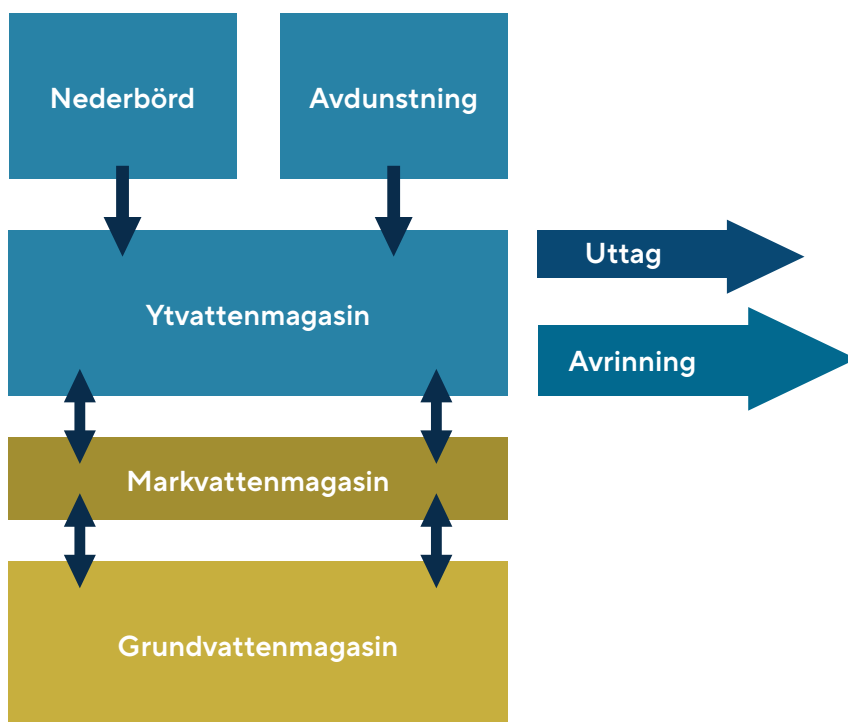 Nederbörd
Avdunstning
Uttag
Ytvattenmagasin
Avrinning
Markvattenmagasin
Grundvattenmagasin